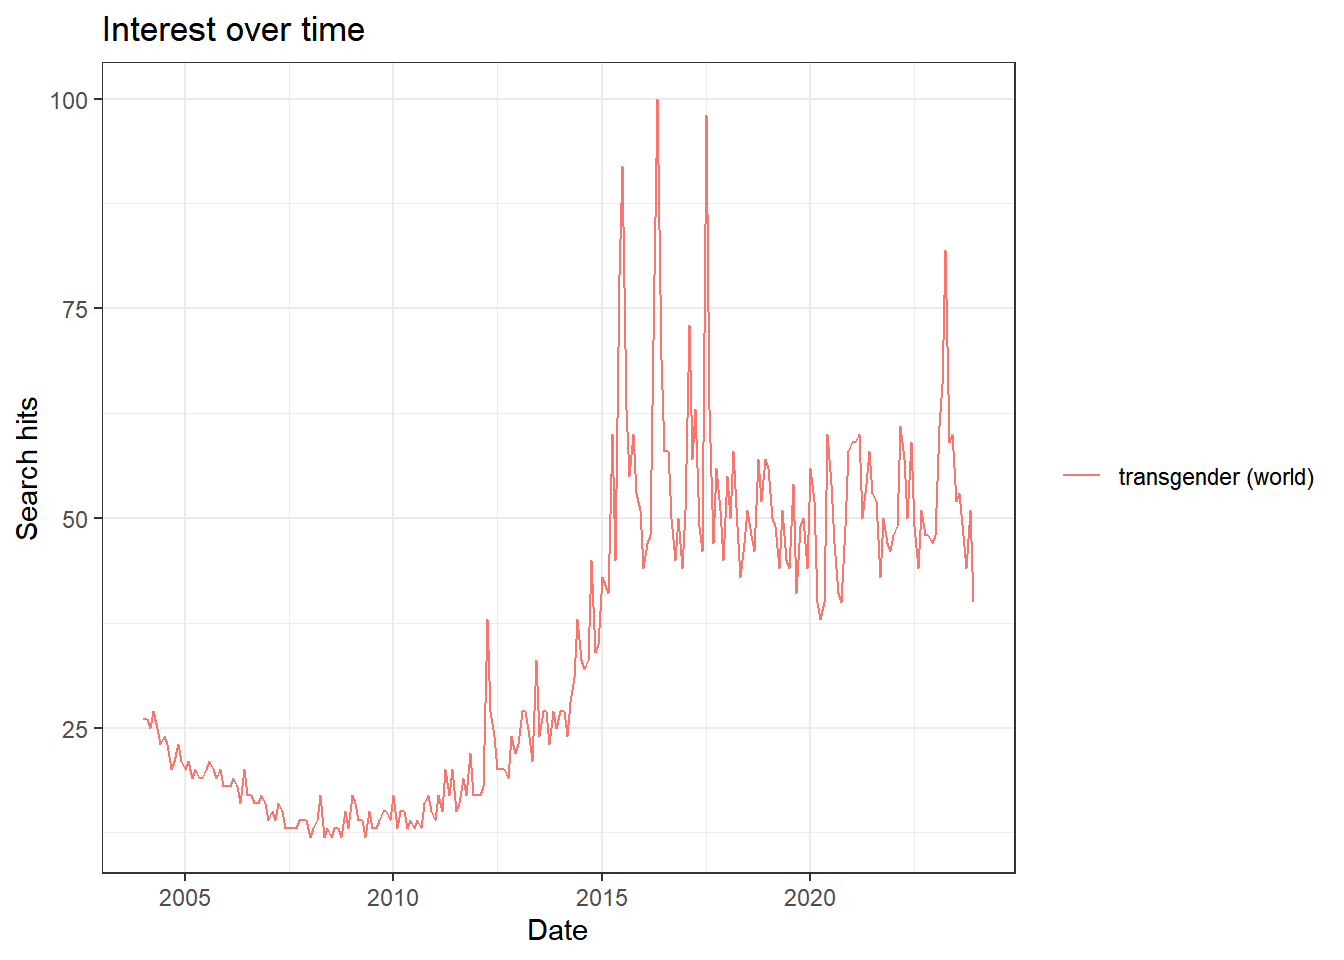 Interest over time
100
75
50
25
Search hits
2005 2010 2015 2020
Date
transgender (world)